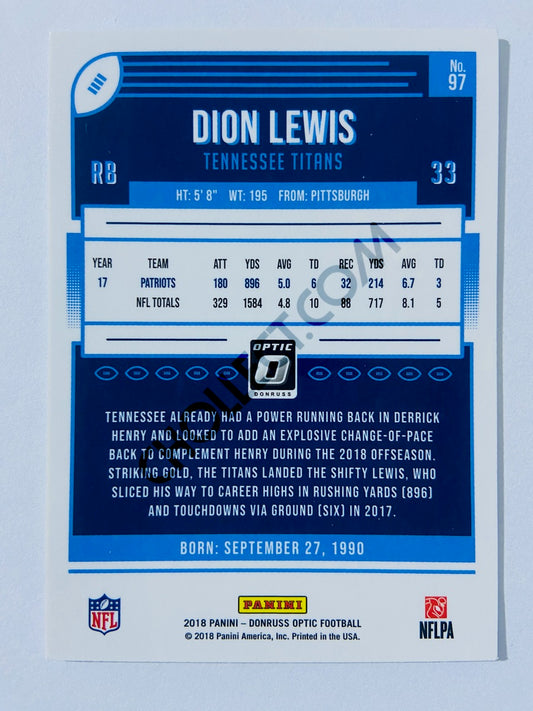 No.
97
DION LEWIS
TENNESSEE TITANS
RB
33
HT: 5' 8" WT: 195 FROM: PITTSBURGH
YEAR TEAM ATT YDS AVG TD REC YDS AVG TD
17 PATRIOTS 180 896 5.0 6 32 214 6.7 3
NFL TOTALS 329 1584 4.8 10 88 717 8.1 5
OPTIC
DONRUSS
TENNESSEE ALREADY HAD A POWER RUNNING BACK IN DERRICK
HENRY AND LOOKED TO ADD AN EXPLOSIVE CHANGE-OF-PACE
BACK TO COMPLEMENT HENRY DURING THE 2018 OFFSEASON.
STRIKING GOLD, THE TITANS LANDED THE SHIFTY LEWIS, WHO
SLICED HIS WAY TO CAREER HIGHS IN RUSHING YARDS (896)
AND TOUCHDOWNS VIA GROUND (SIX) IN 2017.
BORN: SEPTEMBER 27, 1990
NFL
PANINI
2018 PANINI – DONRUSS OPTIC FOOTBALL
© 2018 Panini America, Inc. Printed in the USA.
NFLPA